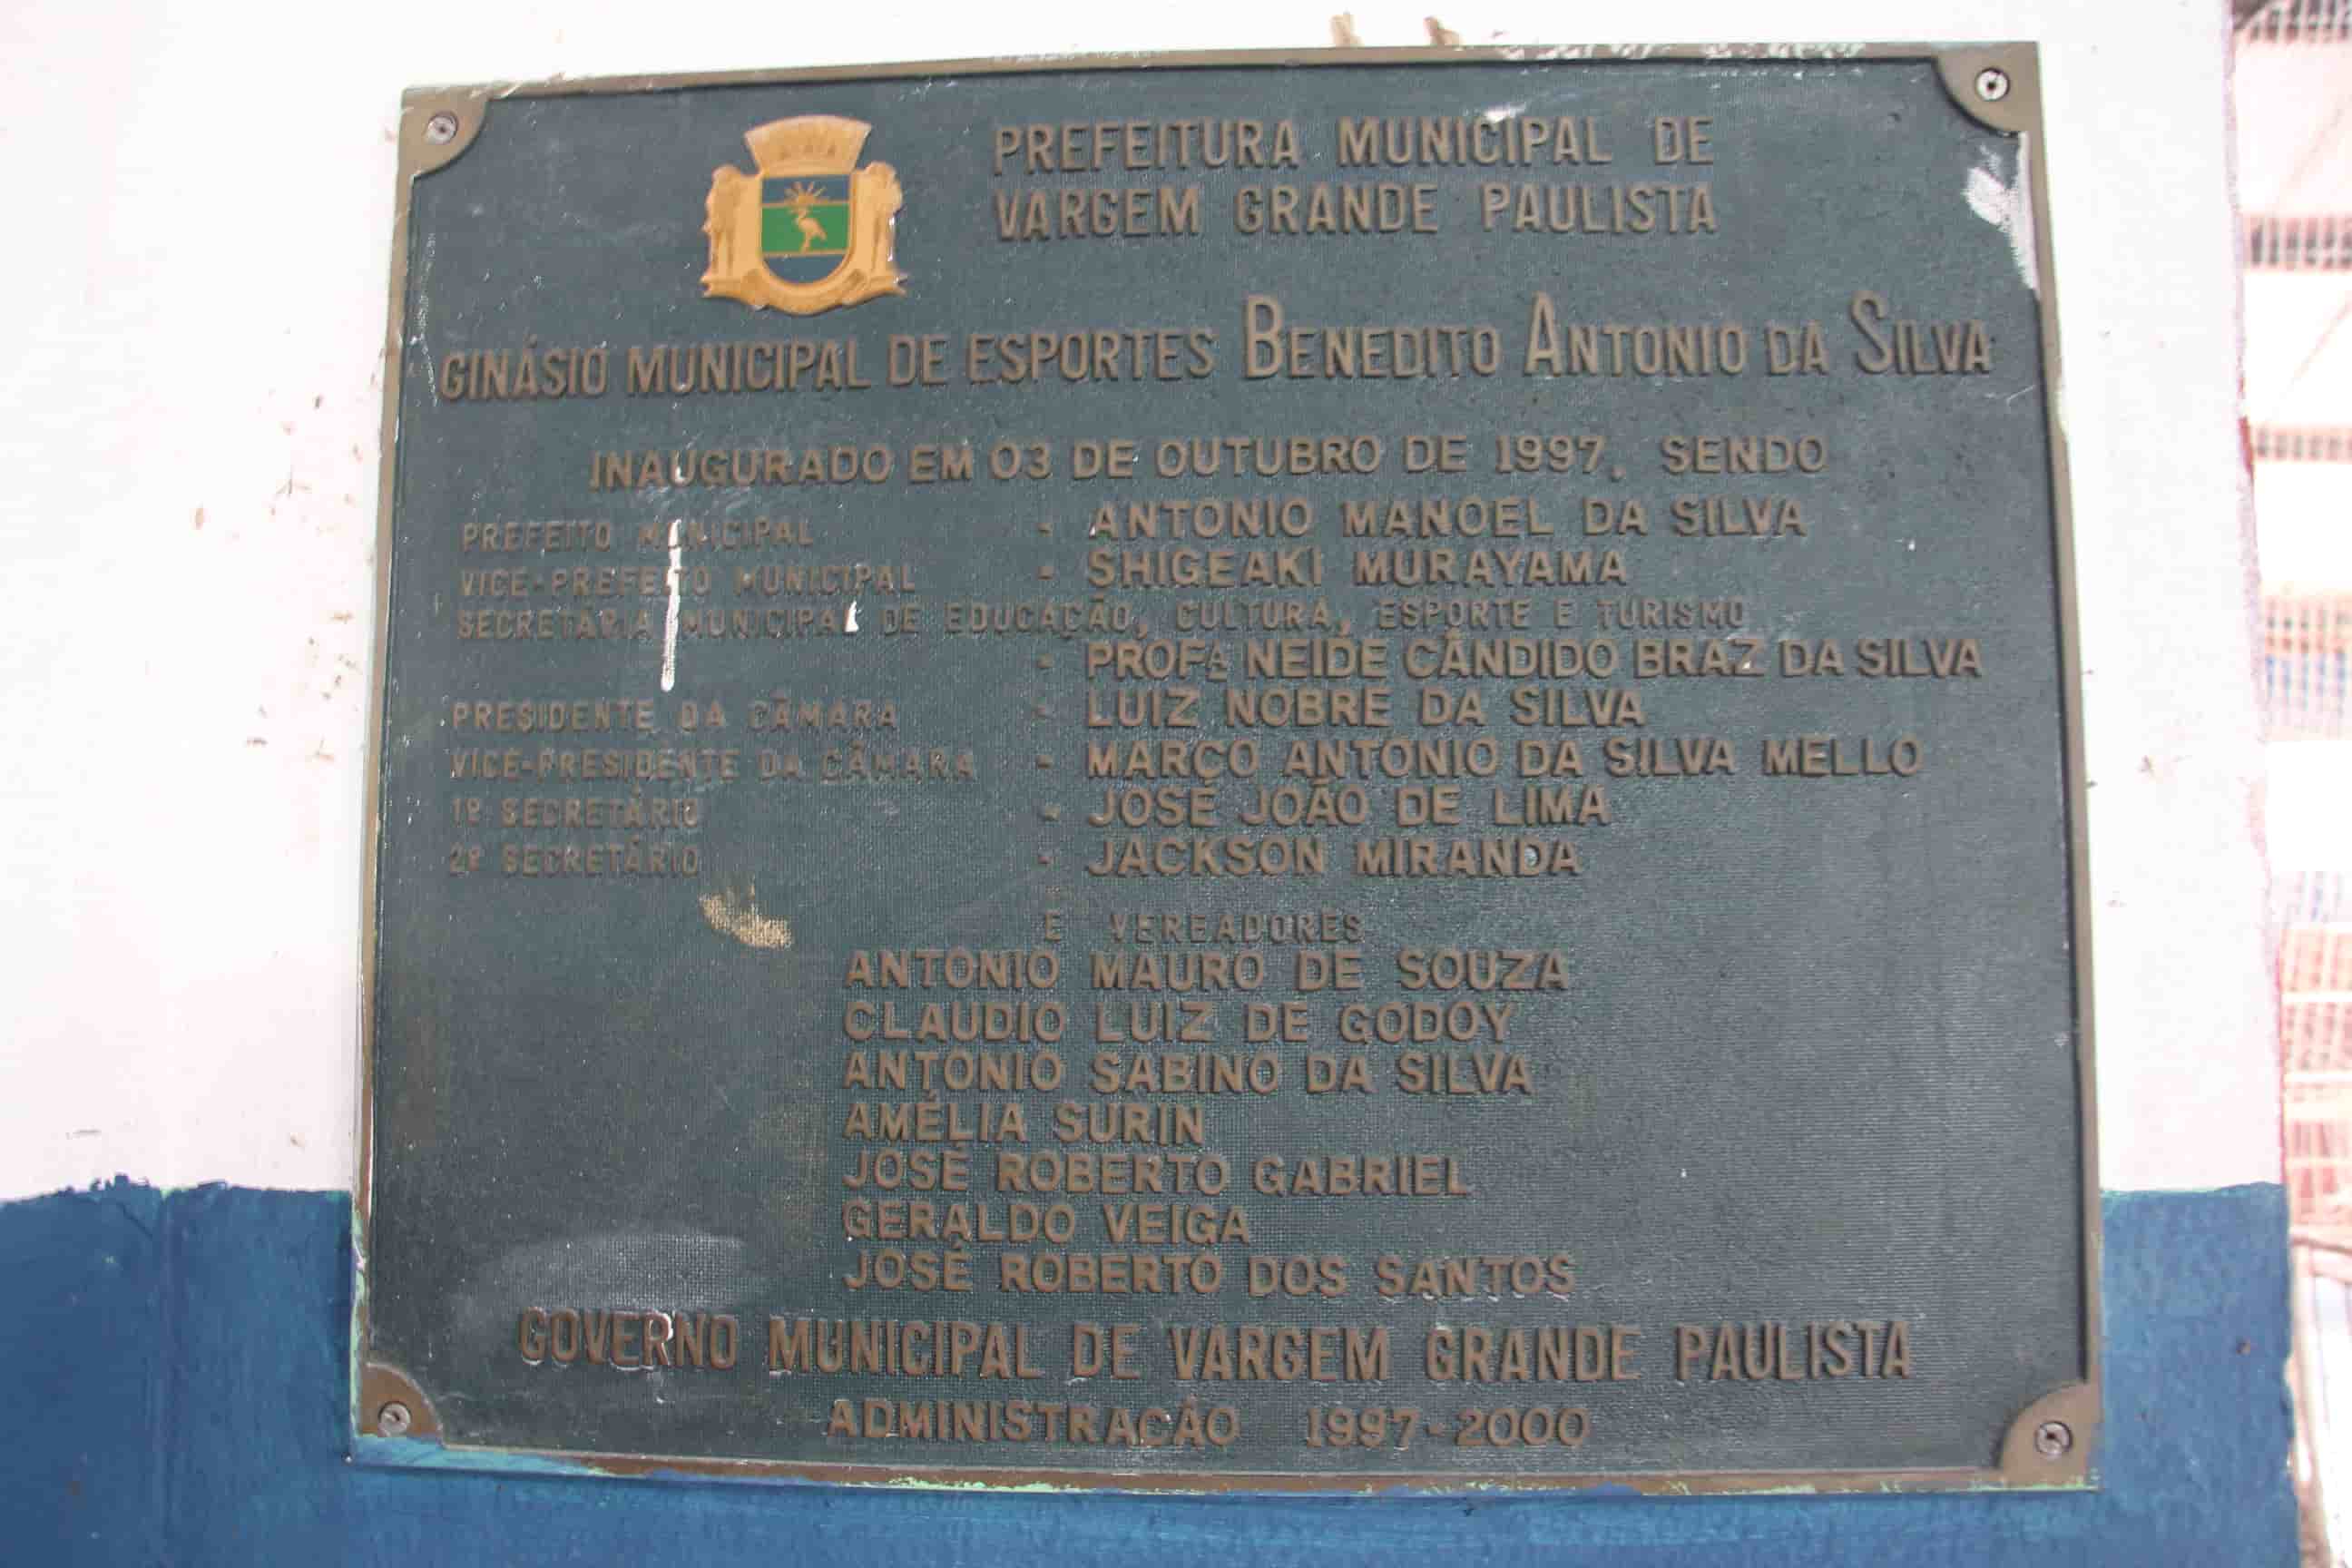 PREFEITURA MUNICIPAL DE
VARGEM GRANDE PAULISTA
GINÁSIO MUNICIPAL DE ESPORTES BENEDITO ANTONIO DA SILVA
INAUGURADO EM 03 DE OUTUBRO DE 1997, SENDO
PREFEITO MUNICIPAL - ANTONIO MANOEL DA SILVA
VICE-PREFEITO MUNICIPAL - SHIGEAKI MURAYAMA
SECRETÁRIA MUNICIPAL DE EDUCAÇÃO, CULTURA, ESPORTE E TURISMO
- PROFª NEIDE CÂNDIDO BRAZ DA SILVA
PRESIDENTE DA CÂMARA - LUIZ NOBRE DA SILVA
VICE-PRESIDENTE DA CÂMARA - MARCO ANTONIO DA SILVA MELLO
1º SECRETÁRIO - JOSÉ JOÃO DE LIMA
2º SECRETÁRIO - JACKSON MIRANDA
E VEREADORES
ANTONIO MAURO DE SOUZA
CLAUDIO LUIZ DE GODOY
ANTONIO SABINO DA SILVA
AMÉLIA SURIN
JOSÉ ROBERTO GABRIEL
GERALDO VEIGA
JOSÉ ROBERTO DOS SANTOS
GOVERNO MUNICIPAL DE VARGEM GRANDE PAULISTA
ADMINISTRAÇÃO 1997-2000